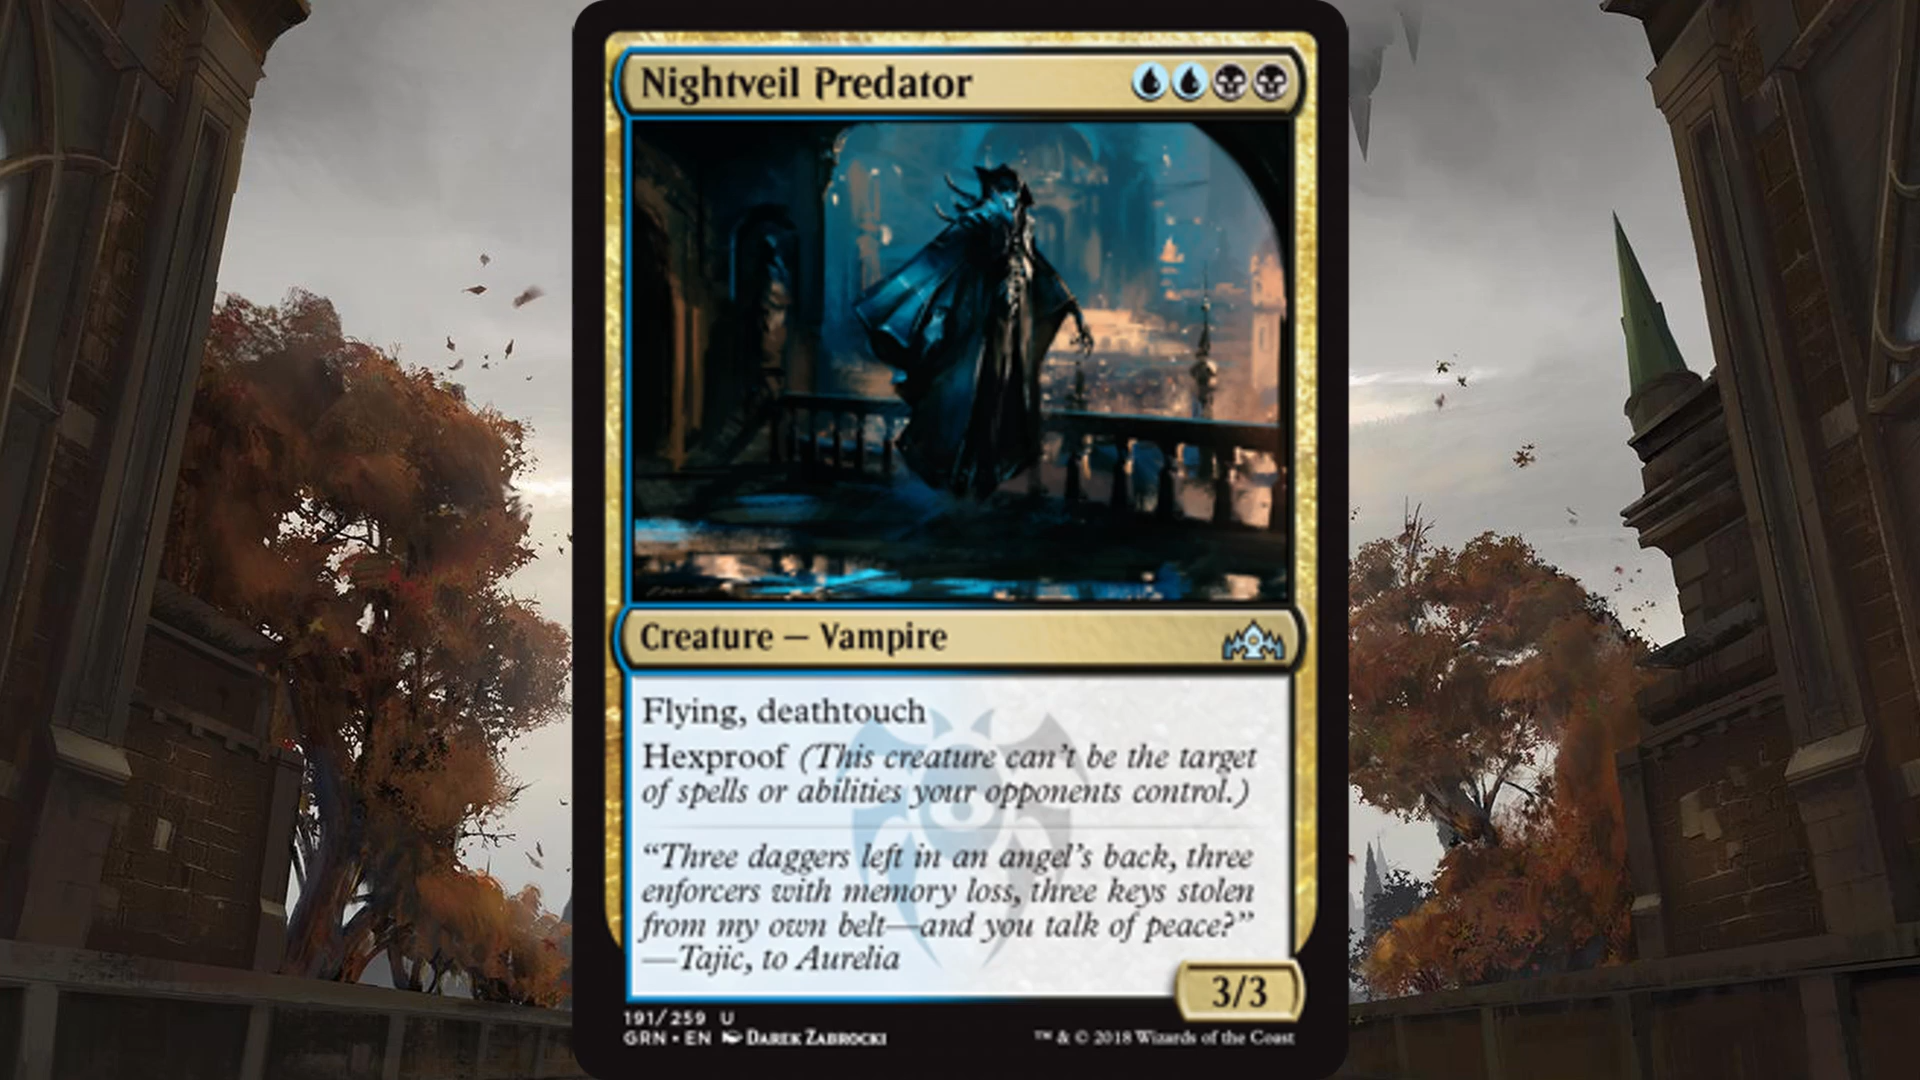 Nightveil Predator
Creature — Vampire
Flying, deathtouch
Hexproof (This creature can't be the target
of spells or abilities your opponents control.)
“Three daggers left in an angel's back, three
enforcers with memory loss, three keys stolen
from my own belt—and you talk of peace?”
—Tajic, to Aurelia
3/3
191/259 U
GRN • EN Darek Zabrocki
™ & © 2018 Wizards of the Coast